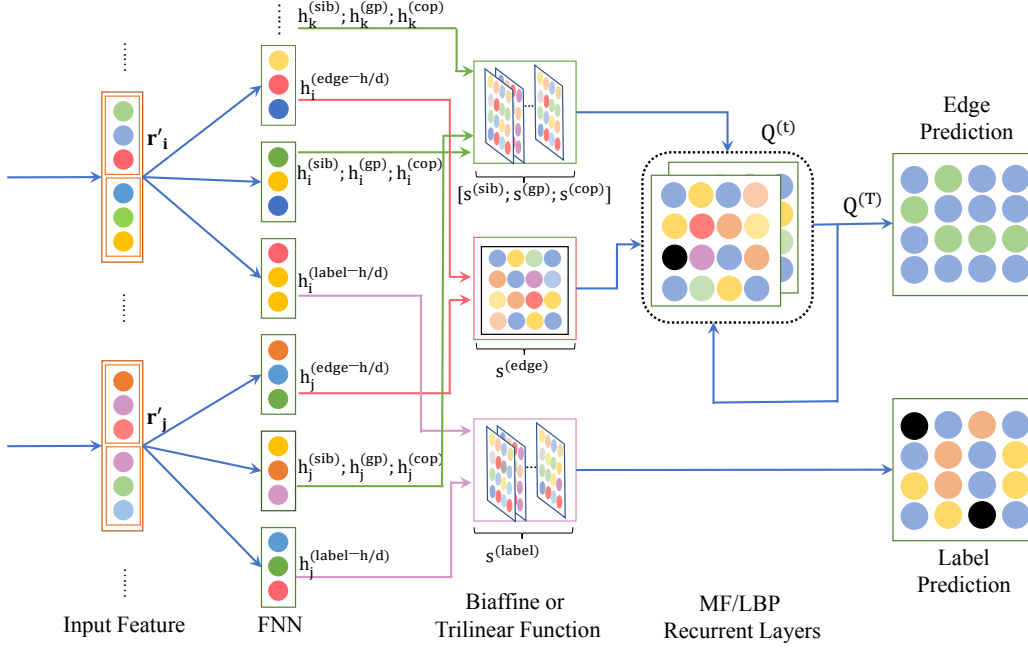 h_k^(sib); h_k^(gp); h_k^(cop)
r'_i
h_i^(edge−h/d)
h_i^(sib); h_i^(gp); h_i^(cop)
h_i^(label−h/d)
r'_j
h_j^(edge−h/d)
h_j^(sib); h_j^(gp); h_j^(cop)
h_j^(label−h/d)
[s^(sib); s^(gp); s^(cop)]
s^(edge)
s^(label)
Q^(t)
Q^(T)
Edge
Prediction
Label
Prediction
Input Feature
FNN
Biaffine or
Trilinear Function
MF/LBP
Recurrent Layers